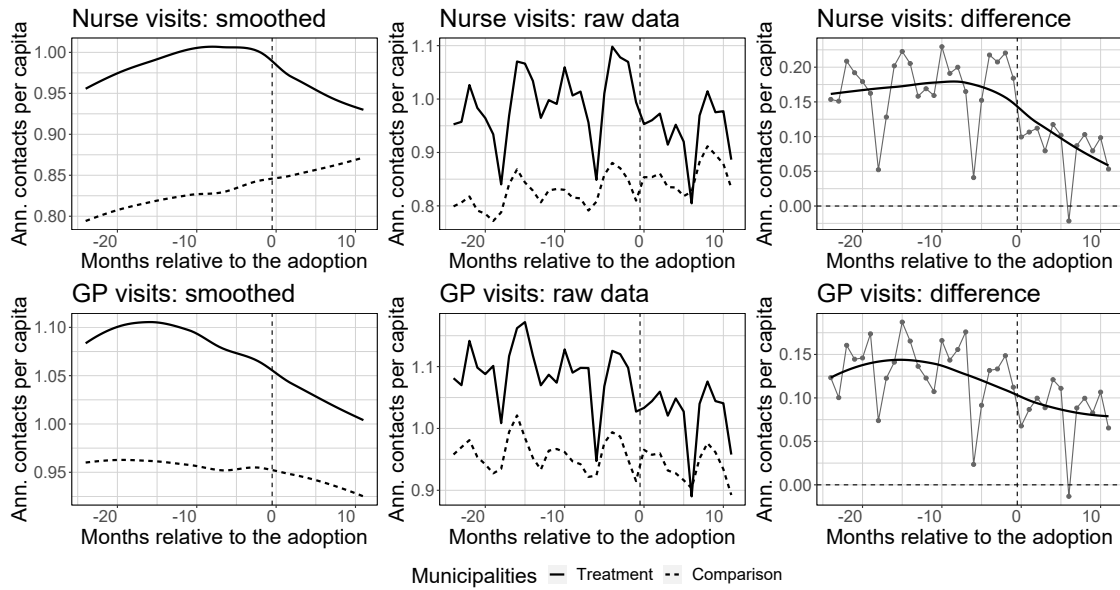 Nurse visits: smoothed
Ann. contacts per capita
1.00
0.95
0.90
0.85
0.80
-20 -10 0 10
Months relative to the adoption
Nurse visits: raw data
Ann. contacts per capita
1.1
1.0
0.9
0.8
-20 -10 0 10
Months relative to the adoption
Nurse visits: difference
Ann. contacts per capita
0.20
0.15
0.10
0.05
0.00
-20 -10 0 10
Months relative to the adoption
GP visits: smoothed
Ann. contacts per capita
1.10
1.05
1.00
0.95
-20 -10 0 10
Months relative to the adoption
GP visits: raw data
Ann. contacts per capita
1.1
1.0
0.9
-20 -10 0 10
Months relative to the adoption
GP visits: difference
Ann. contacts per capita
0.15
0.10
0.05
0.00
-20 -10 0 10
Months relative to the adoption
Municipalities Treatment Comparison